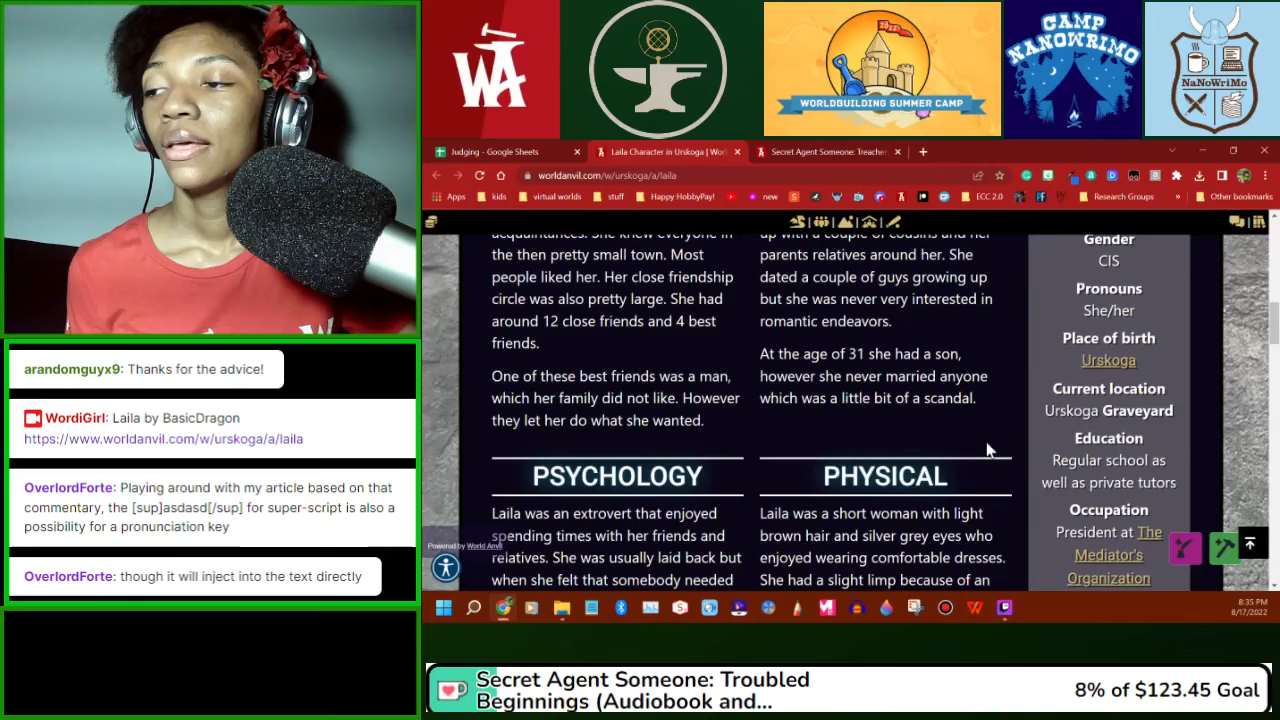 WA
2022
WORLDBUILDING SUMMER CAMP
CAMP
NANOWRIMO
NaNoWriMo
Judging - Google Sheets
Laila Character in Urskoga | Worl
Secret Agent Someone: Treacher
worldanvil.com/w/urskoga/a/laila
Apps
kids
virtual worlds
stuff
Happy HobbyPay!
new
ECC 2.0
Research Groups
Other bookmarks
acquaintances. She knew everyone in
the then pretty small town. Most
people liked her. Her close friendship
circle was also pretty large. She had
around 12 close friends and 4 best
friends.
One of these best friends was a man,
which her family did not like. However
they let her do what she wanted.
PSYCHOLOGY
Laila was an extrovert that enjoyed
spending times with her friends and
relatives. She was usually laid back but
when she felt that somebody needed
up with a couple of cousins and her
parents relatives around her. She
dated a couple of guys growing up
but she was never very interested in
romantic endeavors.
At the age of 31 she had a son,
however she never married anyone
which was a little bit of a scandal.
PHYSICAL
Laila was a short woman with light
brown hair and silver grey eyes who
enjoyed wearing comfortable dresses.
She had a slight limp because of an
Gender
CIS
Pronouns
She/her
Place of birth
Urskoga
Current location
Urskoga Graveyard
Education
Regular school as
well as private tutors
Occupation
President at The
Mediator's
Organization
Powered by World Anvil
8:35 PM
8/17/2022
arandomguyx9: Thanks for the advice!
WordiGirl: Laila by BasicDragon
https://www.worldanvil.com/w/urskoga/a/laila
OverlordForte: Playing around with my article based on that
commentary, the [sup]asdasd[/sup] for super-script is also a
possibility for a pronunciation key
OverlordForte: though it will inject into the text directly
Secret Agent Someone: Troubled
Beginnings (Audiobook and...
8% of $123.45 Goal